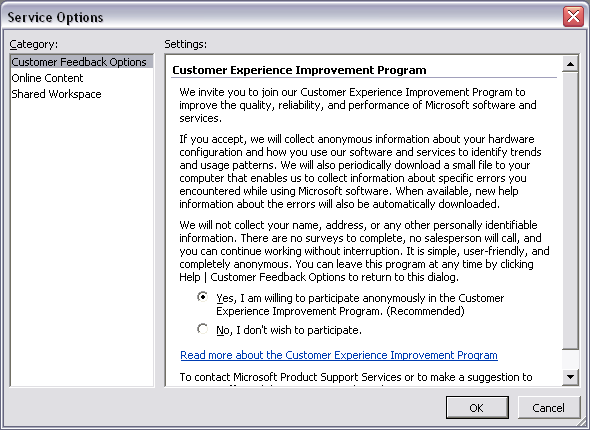 Service Options
Category:
Settings:
Customer Feedback Options
Online Content
Shared Workspace
Customer Experience Improvement Program
We invite you to join our Customer Experience Improvement Program to
improve the quality, reliability, and performance of Microsoft software and
services.
If you accept, we will collect anonymous information about your hardware
configuration and how you use our software and services to identify trends
and usage patterns. We will also periodically download a small file to your
computer that enables us to collect information about specific errors you
encountered while using Microsoft software. When available, new help
information about the errors will also be automatically downloaded.
We will not collect your name, address, or any other personally identifiable
information. There are no surveys to complete, no salesperson will call, and
you can continue working without interruption. It is simple, user-friendly, and
completely anonymous. You can leave this program at any time by clicking
Help | Customer Feedback Options to return to this dialog.
Yes, I am willing to participate anonymously in the Customer
Experience Improvement Program. (Recommended)
No, I don't wish to participate.
Read more about the Customer Experience Improvement Program
To contact Microsoft Product Support Services or to make a suggestion to
OK
Cancel